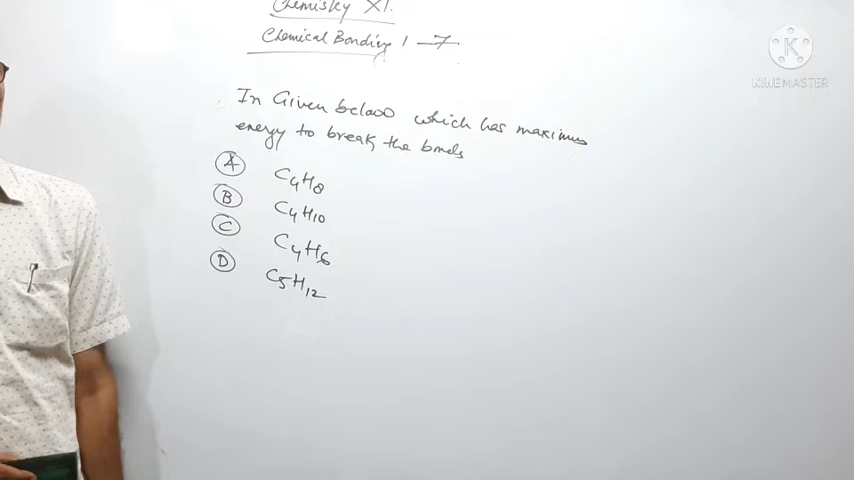 Chemistry XI.
Chemical Bonding 1 - 7
In Given below which has maximum
energy to break the bonds
A C4H8
B C4H10
C C4H6
D C5H12
K
KINEMASTER